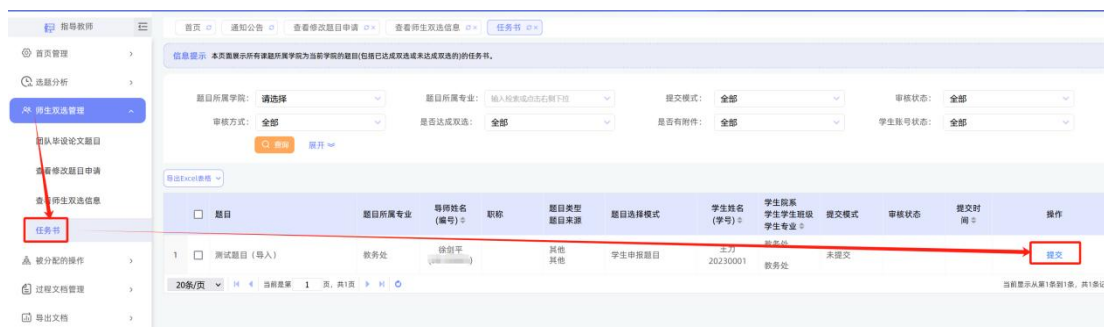 指导教师
首页 通知公告 查看修改题目申请 查看师生双选信息 任务书
首页管理
选题分析
师生双选管理
团队毕设论文题目
查看修改题目申请
查看师生双选信息
任务书
被分配的操作
过程文档管理
导出文档
信息提示 本页面展示所有课题所属学院为当前学院的题目(包括已达成双选或未达成双选的)的任务书。
题目所属学院: 请选择 题目所属专业: 输入检索或点击右侧下拉 提交模式: 全部 审核状态: 全部
审核方式: 全部 是否达成双选: 全部 是否有附件: 全部 学生账号状态: 全部
查询 展开
导出Excel表格
题目 题目所属专业 导师姓名(编号) 职称 题目类型 题目来源 题目选择模式 学生姓名(学号) 学生院系 学生学生班级 学生专业 提交模式 审核状态 提交时间 操作
1 测试题目(导入) 教务处 徐剑平 其他 其他 学生申报题目 20230001 教务处 教务处 未提交 提交
20条/页 当前是第 1 页, 共1页 当前显示从第1条到1条, 共1条记